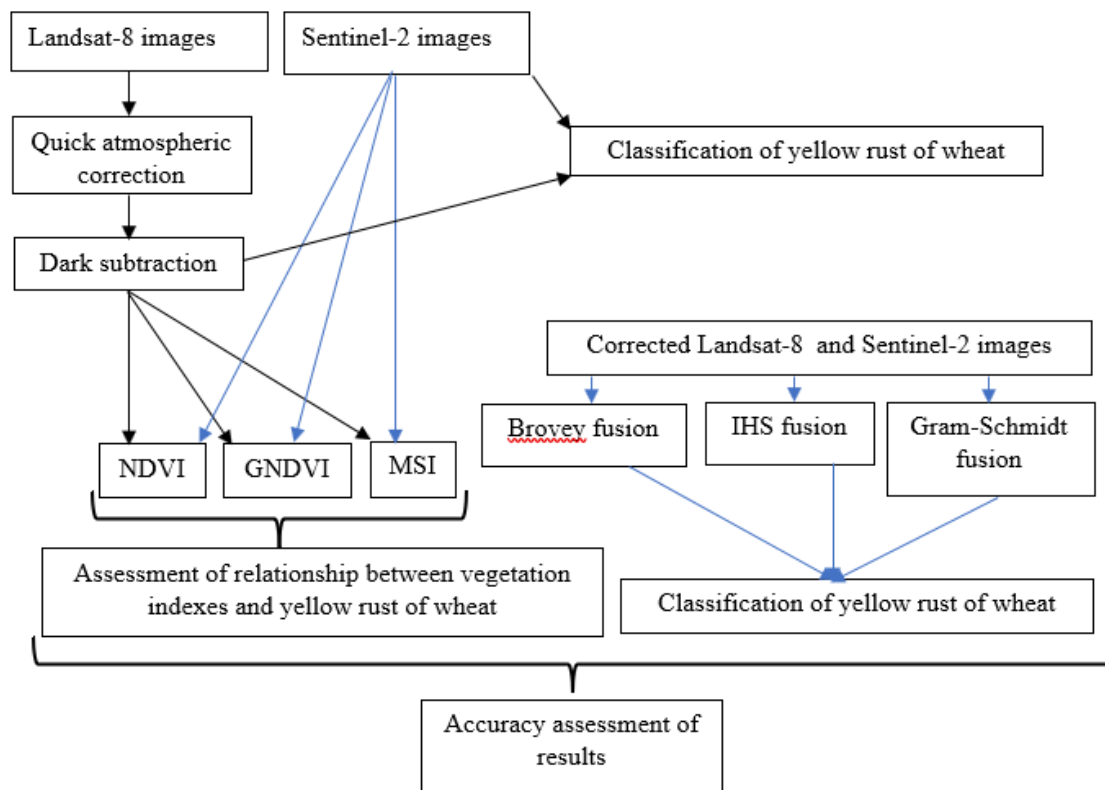 Landsat-8 images
Sentinel-2 images
Quick atmospheric
correction
Classification of yellow rust of wheat
Dark subtraction
Corrected Landsat-8 and Sentinel-2 images
Brovey fusion
IHS fusion
Gram-Schmidt
fusion
NDVI
GNDVI
MSI
Assessment of relationship between vegetation
indexes and yellow rust of wheat
Classification of yellow rust of wheat
Accuracy assessment of
results